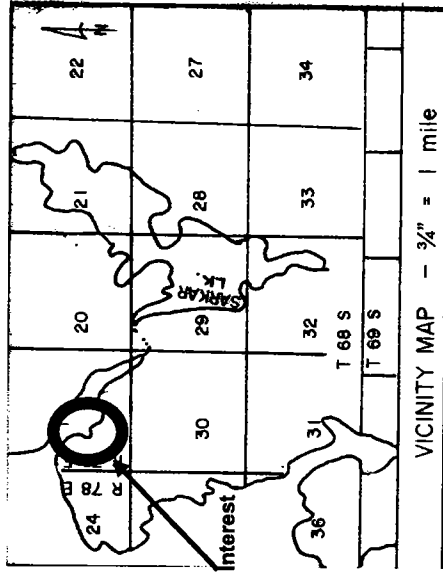 N
24
R 78 E
20
21
22
Interest
30
SARKAR
LK.
29
28
27
36
31
32
33
34
T 68 S
T 69 S
VICINITY MAP - ¾" = 1 mile